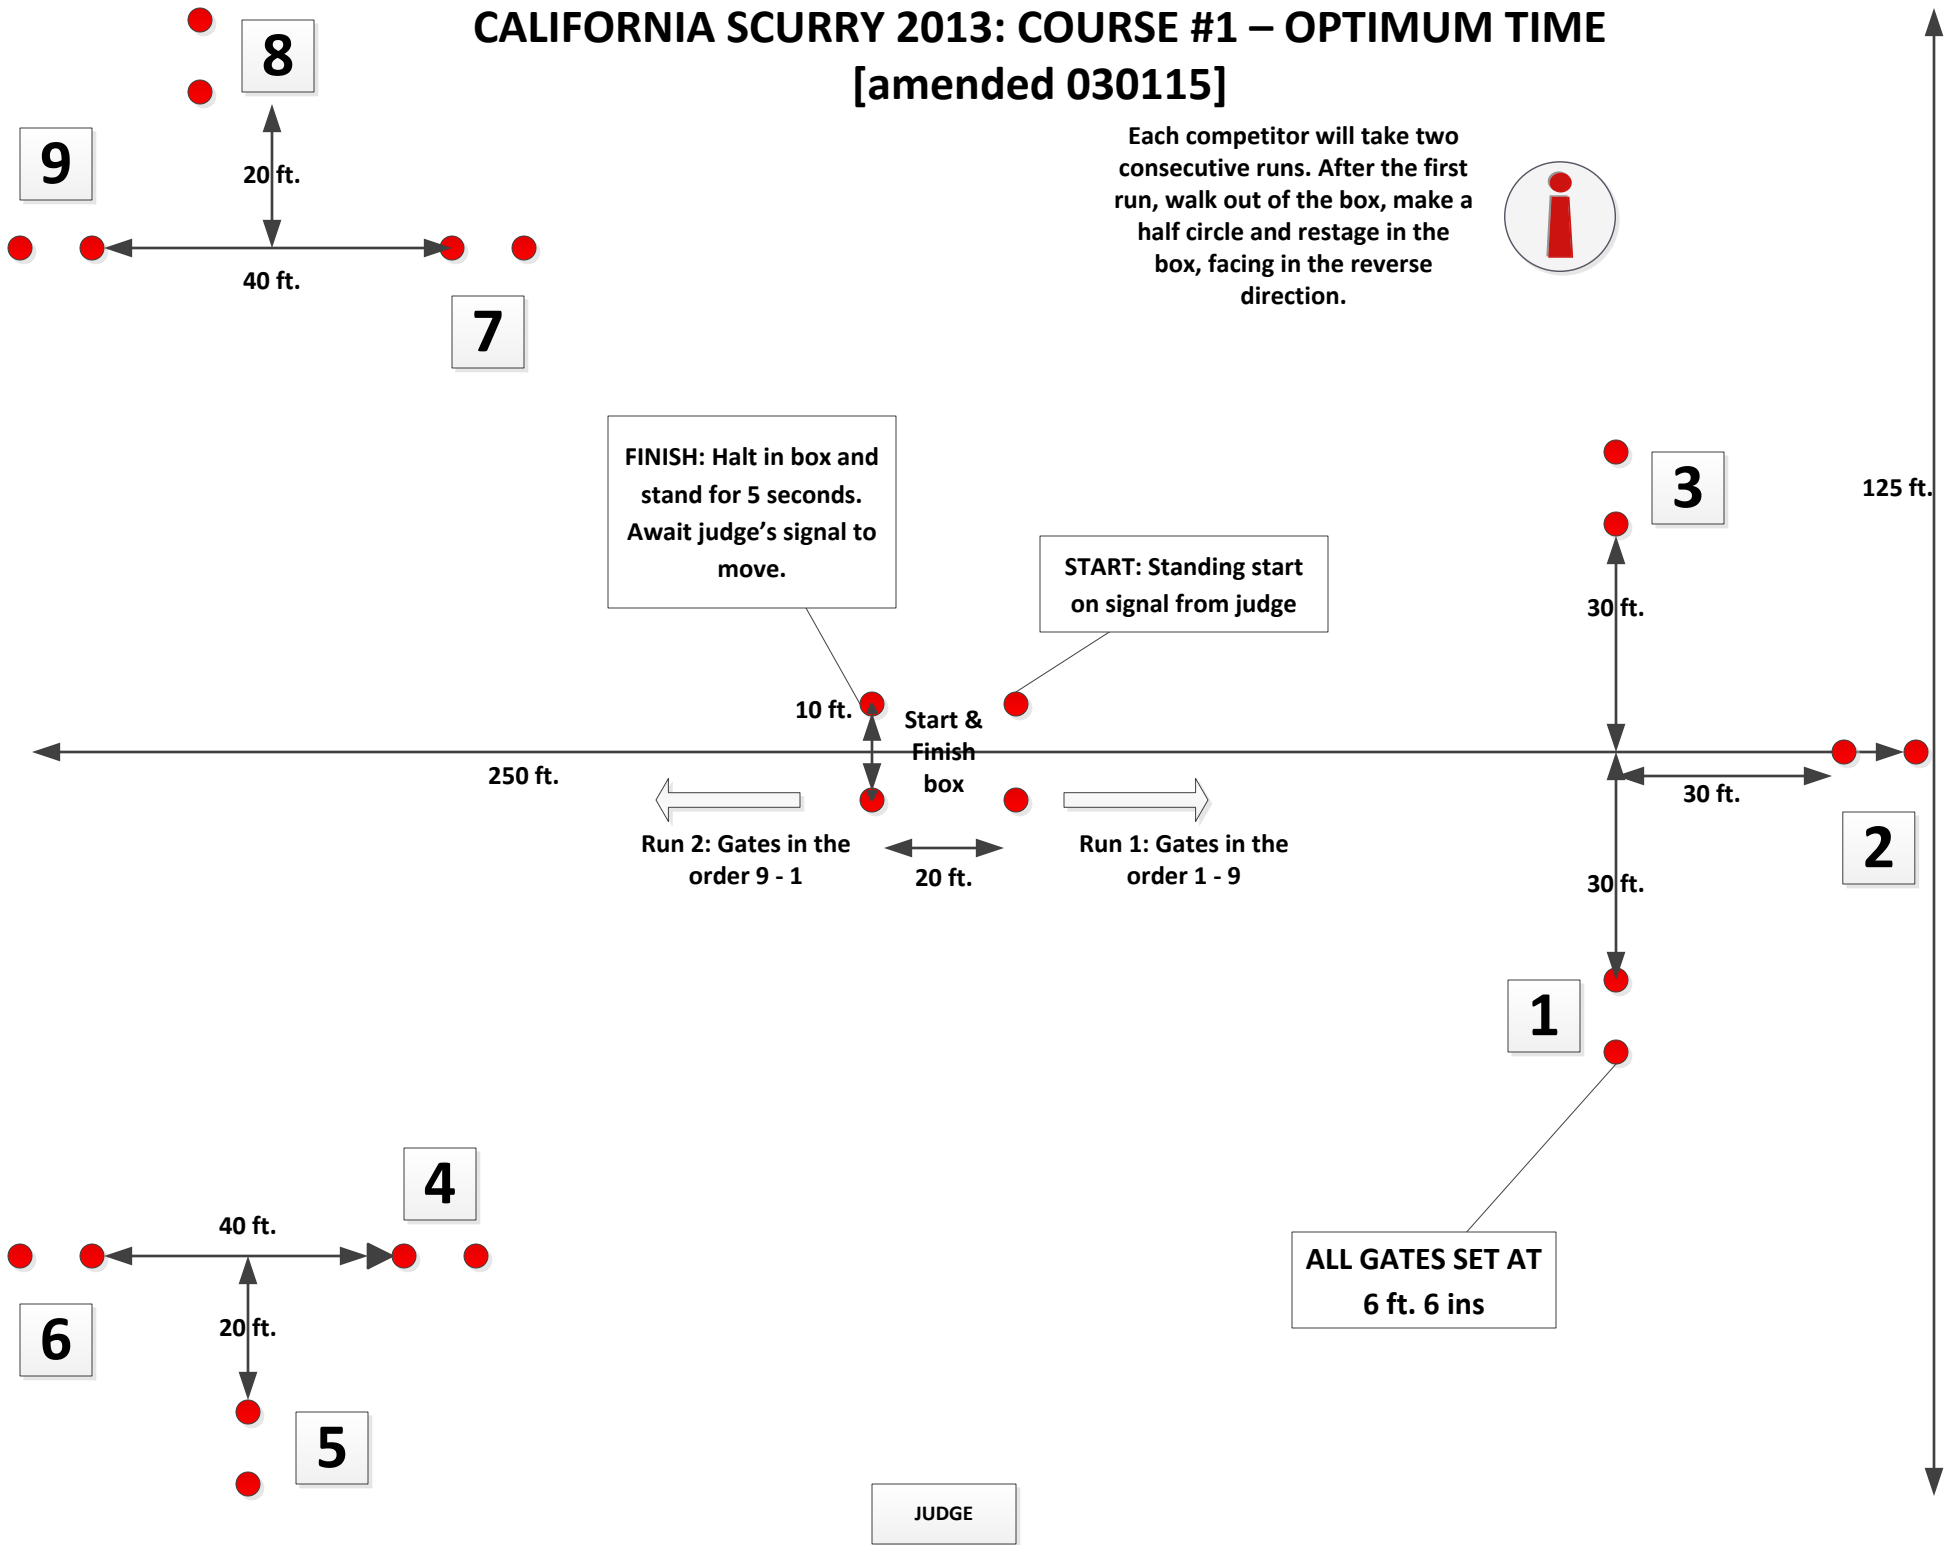 CALIFORNIA SCURRY 2013: COURSE #1 – OPTIMUM TIME
[amended 030115]
8
9
20 ft.
40 ft.
7
Each competitor will take two
consecutive runs. After the first
run, walk out of the box, make a
half circle and restage in the
box, facing in the reverse
direction.
FINISH: Halt in box and
stand for 5 seconds.
Await judge’s signal to
move.
START: Standing start
on signal from judge
3
125 ft.
30 ft.
10 ft.
Start &
Finish
box
250 ft.
30 ft.
2
Run 2: Gates in the
order 9 - 1
20 ft.
Run 1: Gates in the
order 1 - 9
30 ft.
1
4
40 ft.
20 ft.
6
5
ALL GATES SET AT
6 ft. 6 ins
JUDGE